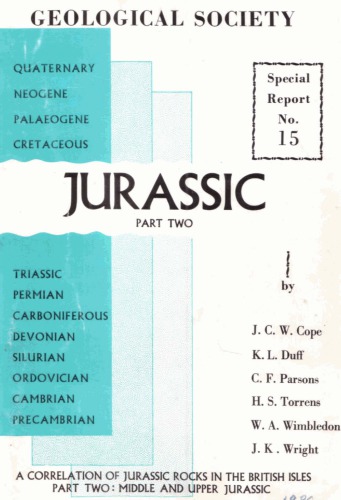 GEOLOGICAL SOCIETY
QUATERNARY
NEOGENE
PALAEOGENE
CRETACEOUS
Special
Report
No.
15
JURASSIC
PART TWO
TRIASSIC
PERMIAN
CARBONIFEROUS
DEVONIAN
SILURIAN
ORDOVICIAN
CAMBRIAN
PRECAMBRIAN
by
J. C. W. Cope
K. L. Duff
C. F. Parsons
H. S. Torrens
W. A. Wimbledon
J. K. Wright
A CORRELATION OF JURASSIC ROCKS IN THE BRITISH ISLES
PART TWO: MIDDLE AND UPPER JURASSIC